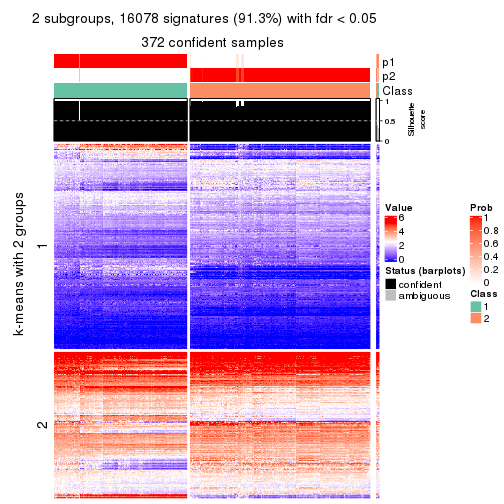 2 subgroups, 16078 signatures (91.3%) with fdr < 0.05
372 confident samples
p1
p2
Class
1
0.5
0
Silhouette
score
k-means with 2 groups
1
2
Value
6
4
2
0
Status (barplots)
confident
ambiguous
Prob
1
0.8
0.6
0.4
0.2
0
Class
1
2